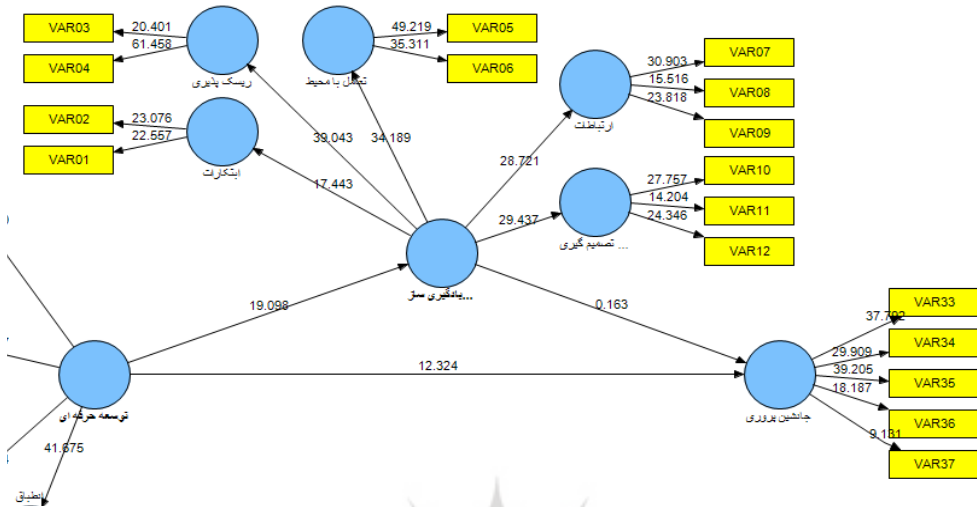 VAR03
20.401
61.458
VAR04
ریسک پذیری
VAR02
23.076
22.557
VAR01
ابتکارات
49.219
VAR05
35.311
VAR06
تعامل با محیط
30.903
VAR07
15.516
VAR08
23.818
VAR09
ارتباطات
27.757
VAR10
14.204
VAR11
24.346
VAR12
تصمیم گیری ...
39.043
34.189
28.721
17.443
29.437
یادگیری ساز...
19.098
0.163
12.324
توسعه حرفه ای
41.675
انطباق
جانشین پروری
37.792
VAR33
29.909
VAR34
39.205
VAR35
18.187
VAR36
9.131
VAR37